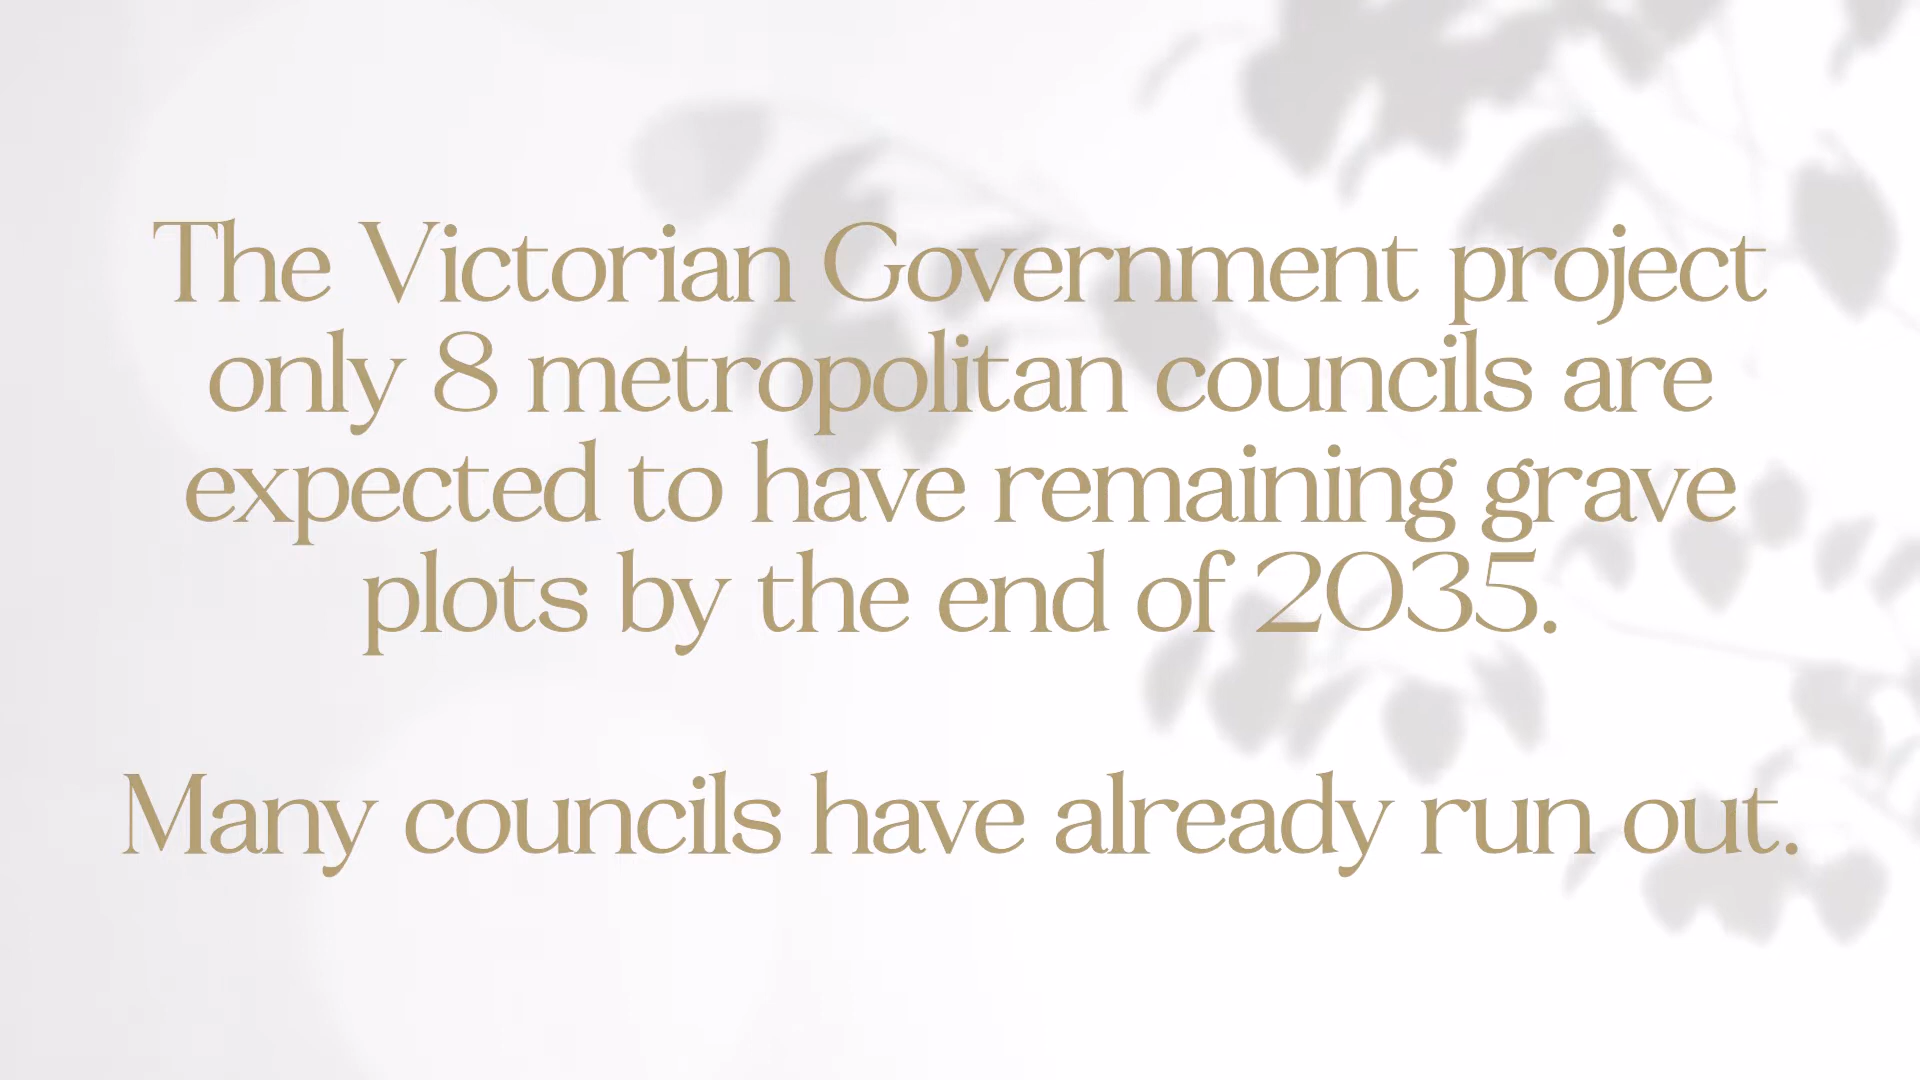 The Victorian Government project
only 8 metropolitan councils are
expected to have remaining grave
plots by the end of 2035.
Many councils have already run out.